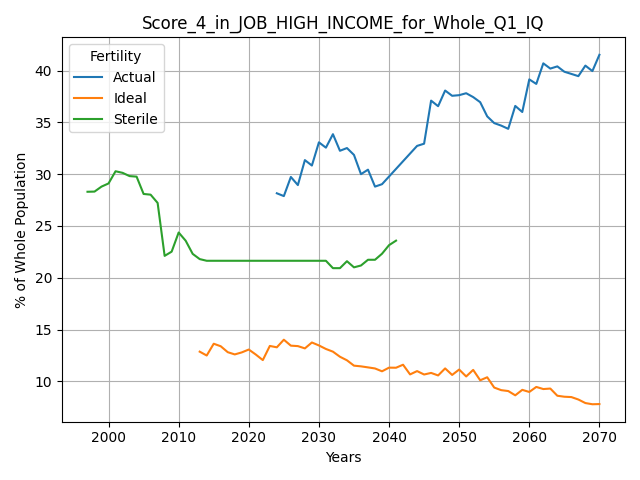 Score_4_in_JOB_HIGH_INCOME_for_Whole_Q1_IQ
Fertility
Actual
Ideal
Sterile
% of Whole Population
40
35
30
25
20
15
10
2000 2010 2020 2030 2040 2050 2060 2070
Years